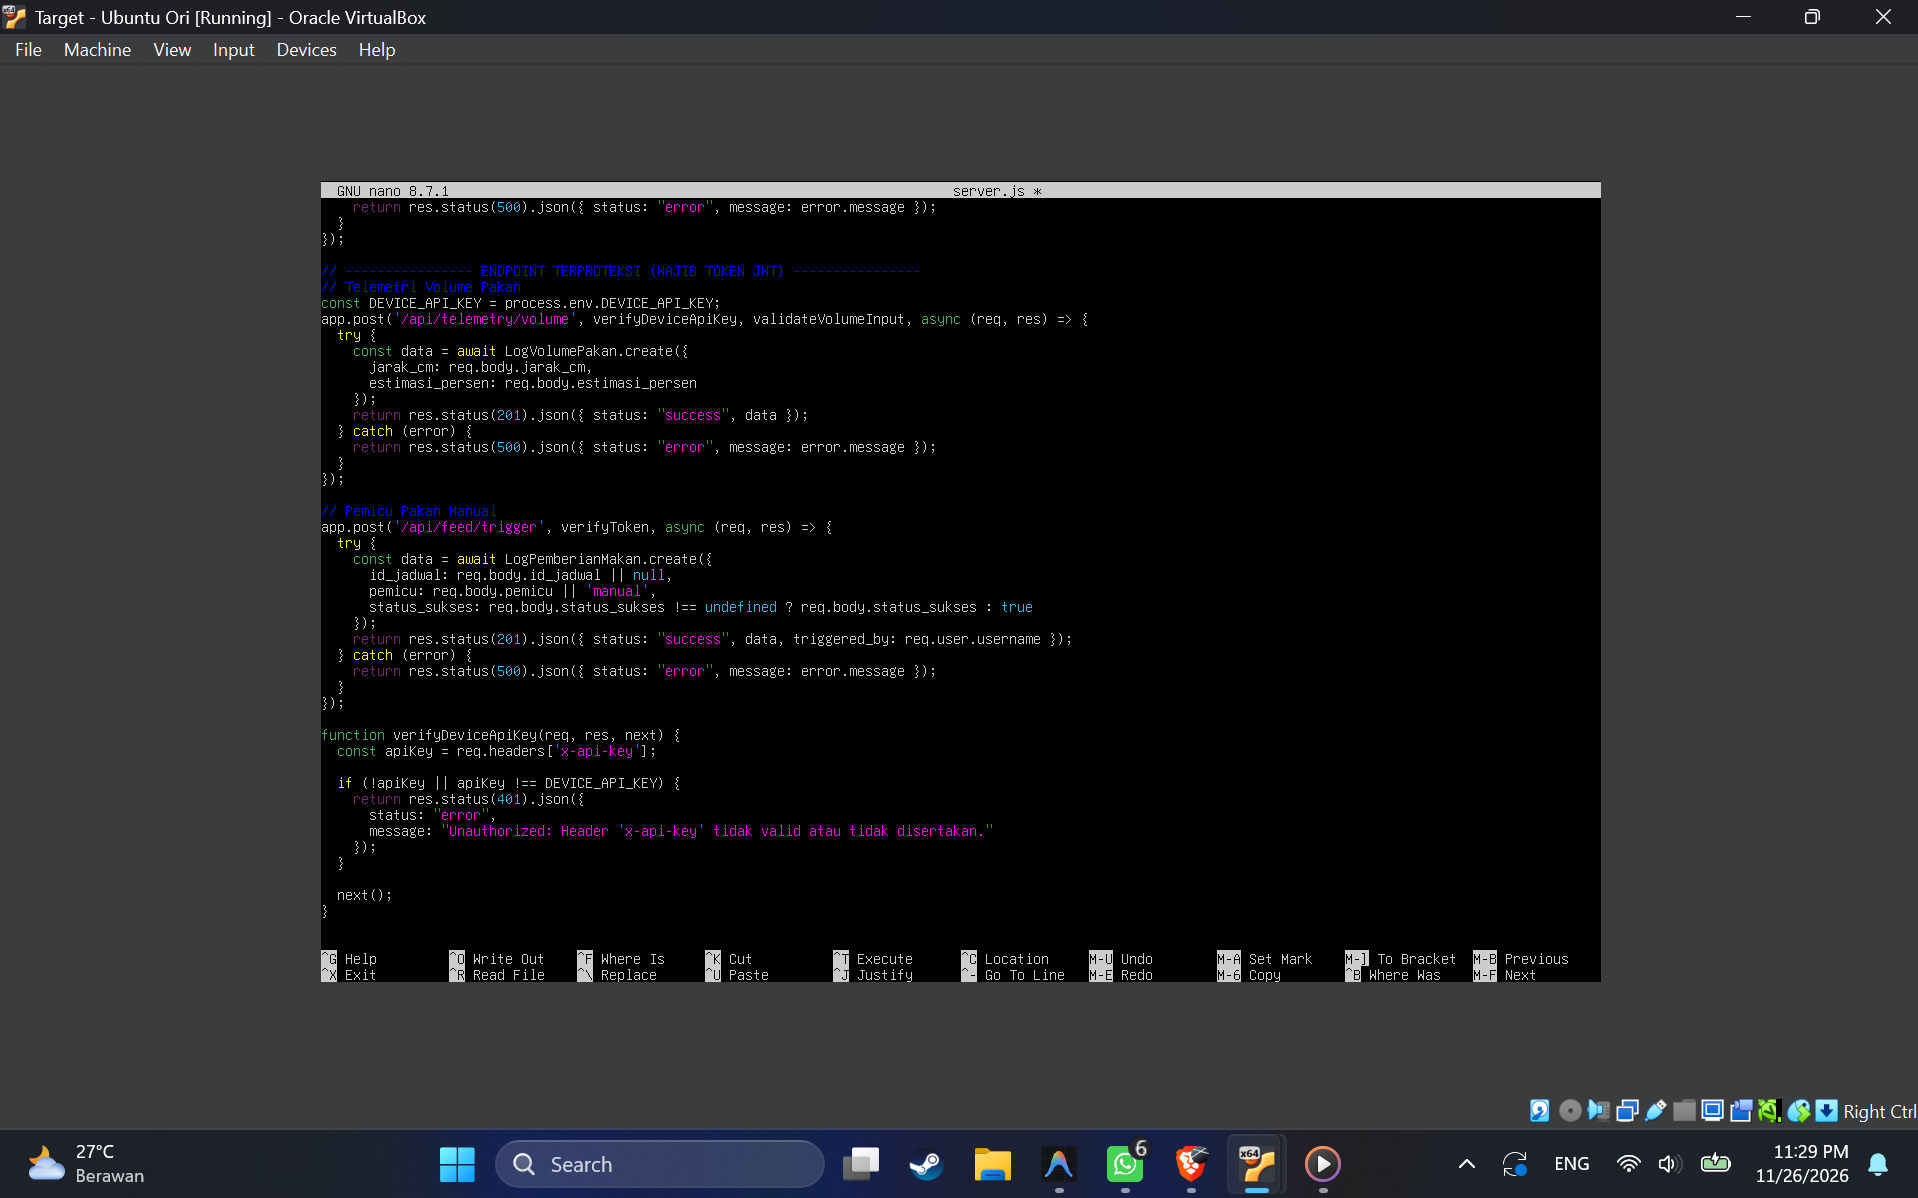 Target - Ubuntu Ori [Running] - Oracle VirtualBox
File Machine View Input Devices Help
GNU nano 8.7.1 server.js *
    return res.status(500).json({ status: "error", message: error.message });
  }
});

// ---------------- ENDPOINT TERPROTEKSI (WAJIB TOKEN JWT) ----------------
// Telemetri Volume Pakan
const DEVICE_API_KEY = process.env.DEVICE_API_KEY;
app.post('/api/telemetry/volume', verifyDeviceApiKey, validateVolumeInput, async (req, res) => {
  try {
    const data = await LogVolumePakan.create({
      jarak_cm: req.body.jarak_cm,
      estimasi_persen: req.body.estimasi_persen
    });
    return res.status(201).json({ status: "success", data });
  } catch (error) {
    return res.status(500).json({ status: "error", message: error.message });
  }
});

// Pemicu Pakan Manual
app.post('/api/feed/trigger', verifyToken, async (req, res) => {
  try {
    const data = await LogPemberianMakan.create({
      id_jadwal: req.body.id_jadwal || null,
      pemicu: req.body.pemicu || 'manual',
      status_sukses: req.body.status_sukses !== undefined ? req.body.status_sukses : true
    });
    return res.status(201).json({ status: "success", data, triggered_by: req.user.username });
  } catch (error) {
    return res.status(500).json({ status: "error", message: error.message });
  }
});

function verifyDeviceApiKey(req, res, next) {
  const apiKey = req.headers['x-api-key'];

  if (!apiKey || apiKey !== DEVICE_API_KEY) {
    return res.status(401).json({
      status: "error",
      message: "Unauthorized: Header 'x-api-key' tidak valid atau tidak disertakan."
    });
  }

  next();
}

^G Help ^O Write Out ^F Where Is ^K Cut ^T Execute ^C Location M-U Undo M-A Set Mark M-] To Bracket M-B Previous
^X Exit ^R Read File ^\ Replace ^U Paste ^J Justify ^- Go To Line M-E Redo M-6 Copy ^B Where Was M-F Next
Right Ctrl
27°C
Berawan
Search
x64
6
x64
ENG
11:29 PM
11/26/2026